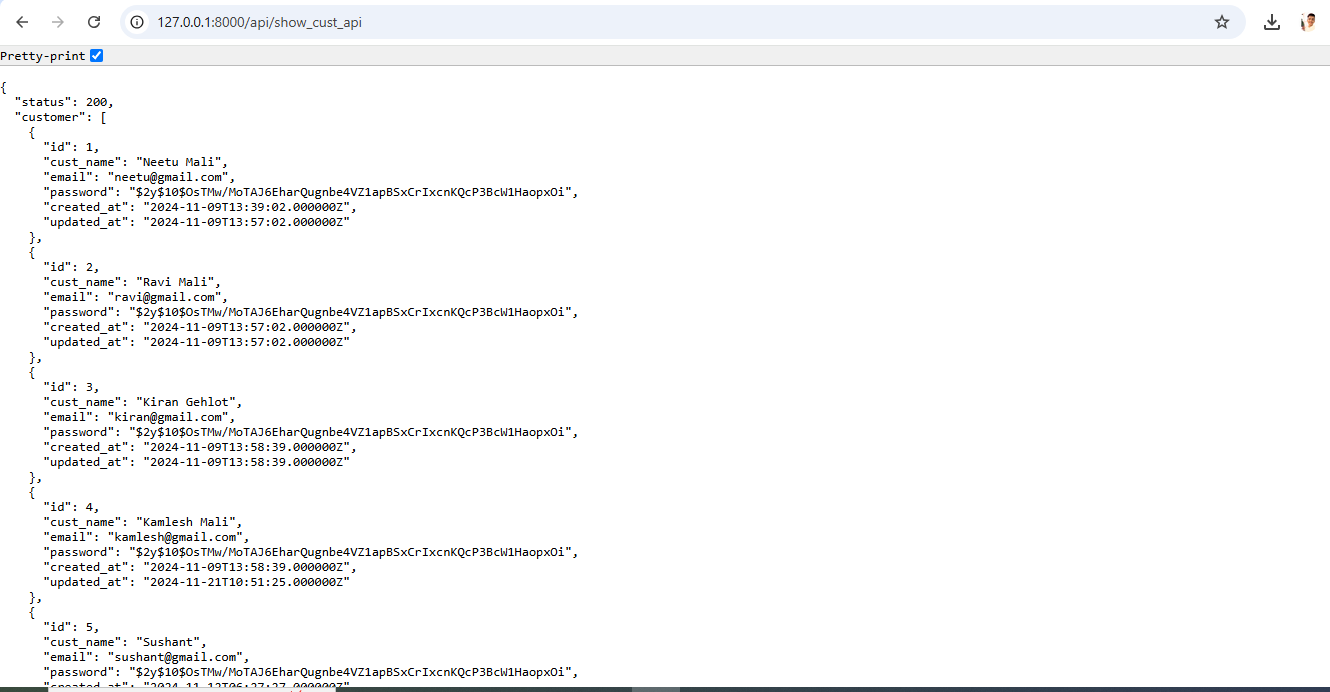 127.0.0.1:8000/api/show_cust_api
Pretty-print
{
  "status": 200,
  "customer": [
    {
      "id": 1,
      "cust_name": "Neetu Mali",
      "email": "neetu@gmail.com",
      "password": "$2y$10$OsTMw/MoTAJ6EharQugnbe4VZ1apBSxCrIxcnKQcP3BcW1HaopxOi",
      "created_at": "2024-11-09T13:39:02.000000Z",
      "updated_at": "2024-11-09T13:57:02.000000Z"
    },
    {
      "id": 2,
      "cust_name": "Ravi Mali",
      "email": "ravi@gmail.com",
      "password": "$2y$10$OsTMw/MoTAJ6EharQugnbe4VZ1apBSxCrIxcnKQcP3BcW1HaopxOi",
      "created_at": "2024-11-09T13:57:02.000000Z",
      "updated_at": "2024-11-09T13:57:02.000000Z"
    },
    {
      "id": 3,
      "cust_name": "Kiran Gehlot",
      "email": "kiran@gmail.com",
      "password": "$2y$10$OsTMw/MoTAJ6EharQugnbe4VZ1apBSxCrIxcnKQcP3BcW1HaopxOi",
      "created_at": "2024-11-09T13:58:39.000000Z",
      "updated_at": "2024-11-09T13:58:39.000000Z"
    },
    {
      "id": 4,
      "cust_name": "Kamlesh Mali",
      "email": "kamlesh@gmail.com",
      "password": "$2y$10$OsTMw/MoTAJ6EharQugnbe4VZ1apBSxCrIxcnKQcP3BcW1HaopxOi",
      "created_at": "2024-11-09T13:58:39.000000Z",
      "updated_at": "2024-11-21T10:51:25.000000Z"
    },
    {
      "id": 5,
      "cust_name": "Sushant",
      "email": "sushant@gmail.com",
      "password": "$2y$10$OsTMw/MoTAJ6EharQugnbe4VZ1apBSxCrIxcnKQcP3BcW1HaopxOi",
      "created_at": "2024-11-12T06:27:27.000000Z"